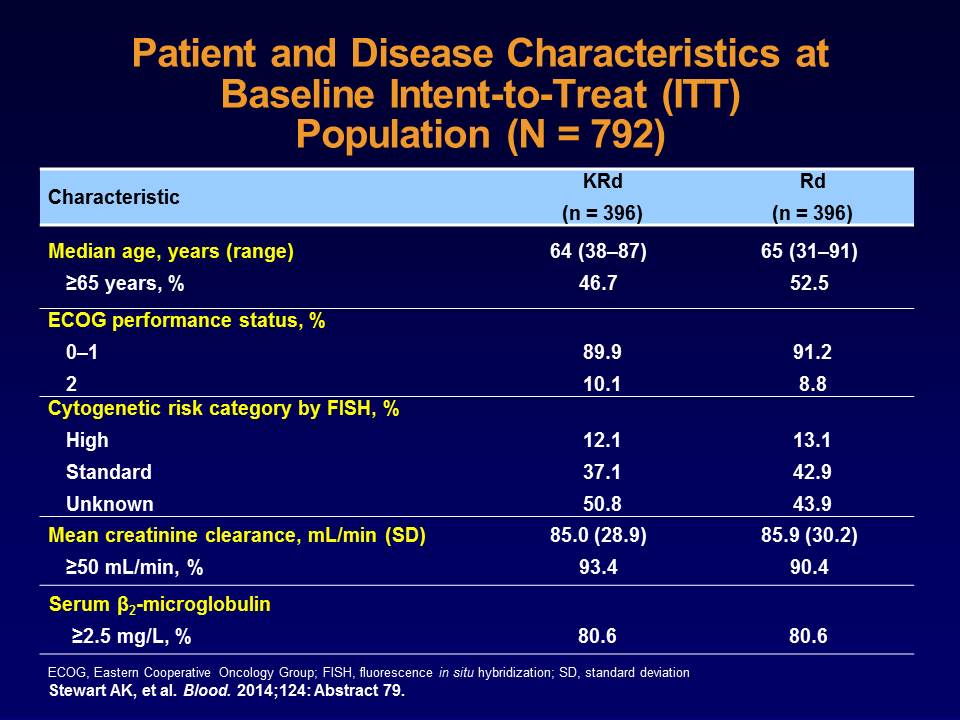 Patient and Disease Characteristics at
Baseline Intent-to-Treat (ITT)
Population (N = 792)
Characteristic KRd (n = 396) Rd (n = 396)
Median age, years (range) 64 (38–87) 65 (31–91)
≥65 years, % 46.7 52.5
ECOG performance status, %
0–1 89.9 91.2
2 10.1 8.8
Cytogenetic risk category by FISH, %
High 12.1 13.1
Standard 37.1 42.9
Unknown 50.8 43.9
Mean creatinine clearance, mL/min (SD) 85.0 (28.9) 85.9 (30.2)
≥50 mL/min, % 93.4 90.4
Serum β2-microglobulin
≥2.5 mg/L, % 80.6 80.6
ECOG, Eastern Cooperative Oncology Group; FISH, fluorescence in situ hybridization; SD, standard deviation
Stewart AK, et al. Blood. 2014;124: Abstract 79.